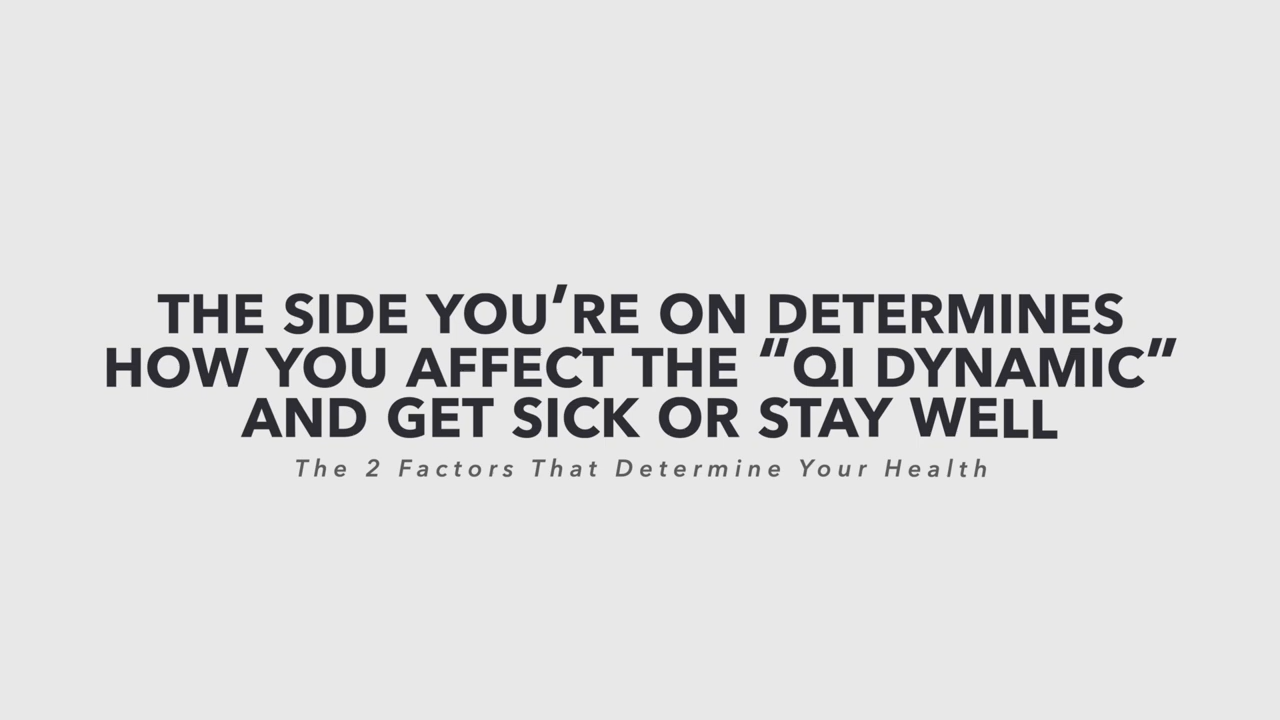 THE SIDE YOU'RE ON DETERMINES
HOW YOU AFFECT THE "QI DYNAMIC"
AND GET SICK OR STAY WELL
The 2 Factors That Determine Your Health